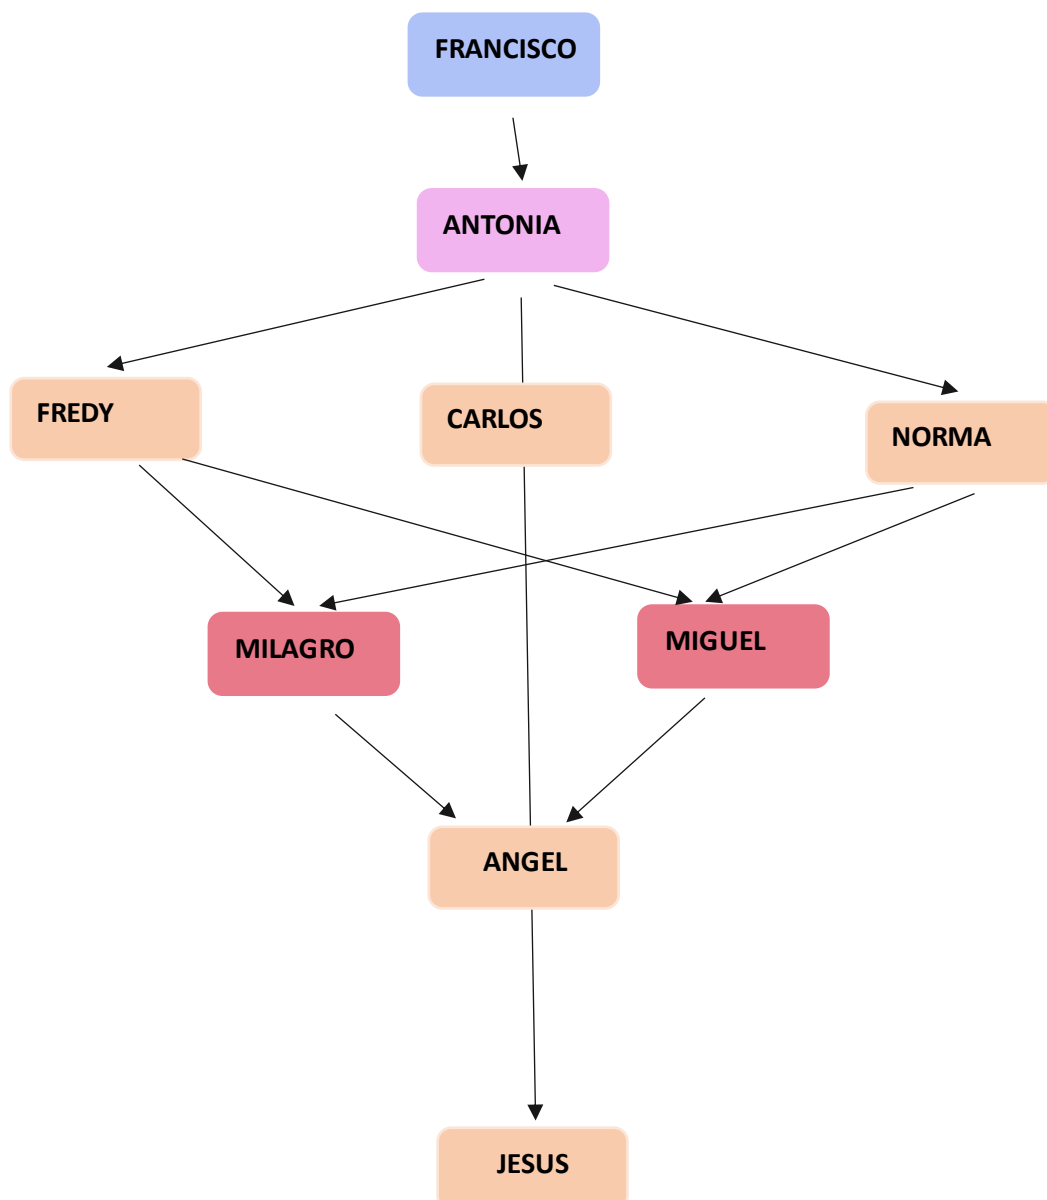 FRANCISCO
ANTONIA
FREDY
CARLOS
NORMA
MILAGRO
MIGUEL
ANGEL
JESUS